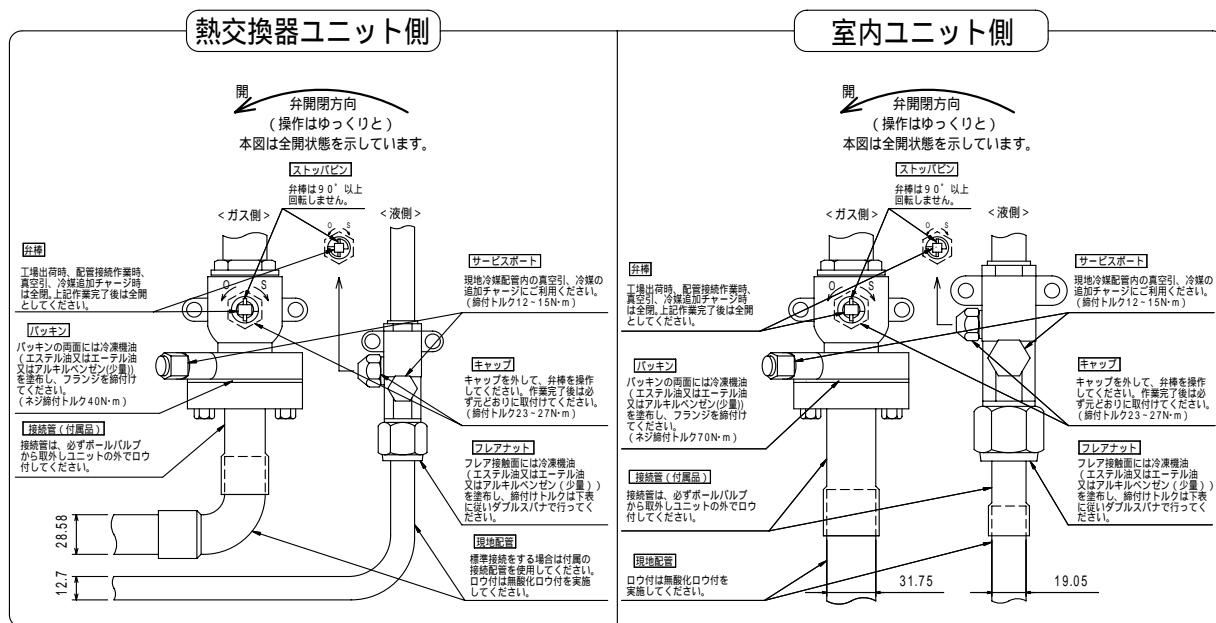 熱交換器ユニット側
開
弁開閉方向
(操作はゆっくりと)
本図は全開状態を示しています。
ストッパピン
弁棒は90°以上
回転しません。
<ガス側>
<液側>
O S
O S
弁棒
工場出荷時、配管接続作業時、
真空引、冷媒追加チャージ時
は全閉。上記作業完了後は全開
としてください。
パッキン
パッキンの両面には冷凍機油
(エステル油又はエーテル油
又はアルキルベンゼン(少量))
を塗布し、フランジを締付け
てください。
(ネジ締付トルク40N・m)
接続管(付属品)
接続管は、必ずボールバルブ
から取外しユニットの外でロウ
付してください。
28.58
12.7
サービスポート
現地冷媒配管内の真空引、冷媒の
追加チャージにご利用ください。
(締付トルク12~15N・m)
キャップ
キャップを外して、弁棒を操作
してください。作業完了後は必
ず元どおりに取付けてください。
(締付トルク23~27N・m)
フレアナット
フレア接触面には冷凍機油
(エステル油又はエーテル油
又はアルキルベンゼン(少量))
を塗布し、締付けトルクは下表
に従いダブルスパナで行ってく
ださい。
現地配管
標準接続をする場合は付属の
接続配管を使用してください。
ロウ付は無酸化ロウ付を実施
してください。
室内ユニット側
開
弁開閉方向
(操作はゆっくりと)
本図は全開状態を示しています。
ストッパピン
弁棒は90°以上
回転しません。
<ガス側>
<液側>
O S
O S
弁棒
工場出荷時、配管接続作業時、
真空引、冷媒追加チャージ時
は全閉。上記作業完了後は全開
としてください。
パッキン
パッキンの両面には冷凍機油
(エステル油又はエーテル油
又はアルキルベンゼン(少量))
を塗布し、フランジを締付け
てください。
(ネジ締付トルク70N・m)
接続管(付属品)
接続管は、必ずボールバルブ
から取外しユニットの外でロウ
付してください。
現地配管
ロウ付は無酸化ロウ付を
実施してください。
31.75
19.05
サービスポート
現地冷媒配管内の真空引、冷媒の
追加チャージにご利用ください。
(締付トルク12~15N・m)
キャップ
キャップを外して、弁棒を操作
してください。作業完了後は必
ず元どおりに取付けてください。
(締付トルク23~27N・m)
フレアナット
フレア接触面には冷凍機油
(エステル油又はエーテル油
又はアルキルベンゼン(少量))
を塗布し、締付けトルクは下表
に従いダブルスパナで行ってく
ださい。